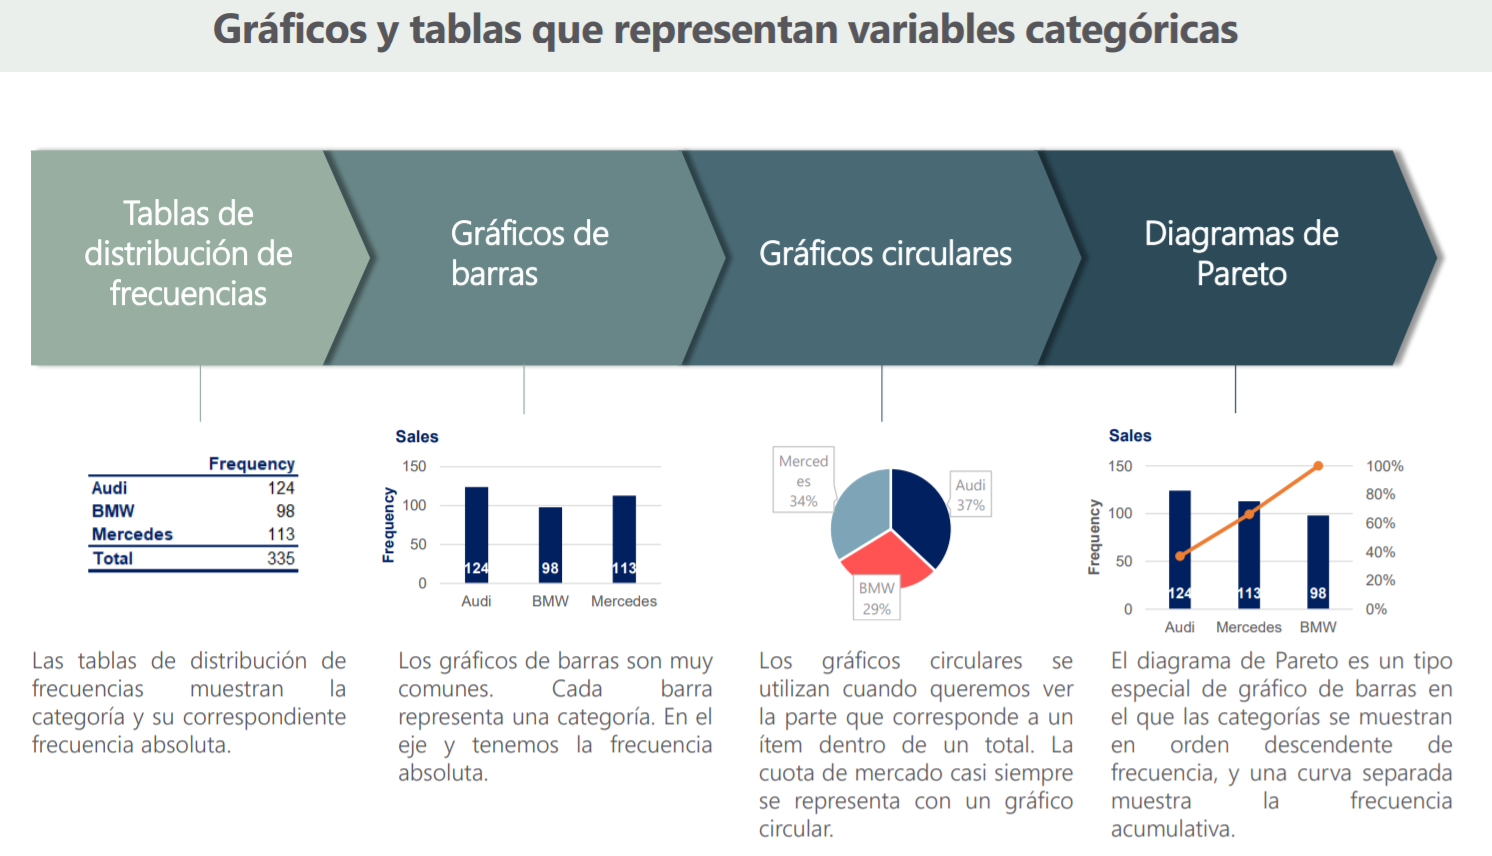 Gráficos y tablas que representan variables categóricas
Tablas de
distribución de
frecuencias
Gráficos de
barras
Gráficos circulares
Diagramas de
Pareto
Frequency
Audi 124
BMW 98
Mercedes 113
Total 335
Sales
Frequency
150
100
50
0
124
98
113
Audi BMW Mercedes
Merced
es
34%
Audi
37%
BMW
29%
Sales
Frequency
150
100
50
0
124
113
98
100%
80%
60%
40%
20%
0%
Audi Mercedes BMW
Las tablas de distribución de
frecuencias muestran la
categoría y su correspondiente
frecuencia absoluta.
Los gráficos de barras son muy
comunes. Cada barra
representa una categoría. En el
eje y tenemos la frecuencia
absoluta.
Los gráficos circulares se
utilizan cuando queremos ver
la parte que corresponde a un
ítem dentro de un total. La
cuota de mercado casi siempre
se representa con un gráfico
circular.
El diagrama de Pareto es un tipo
especial de gráfico de barras en
el que las categorías se muestran
en orden descendente de
frecuencia, y una curva separada
muestra la frecuencia
acumulativa.